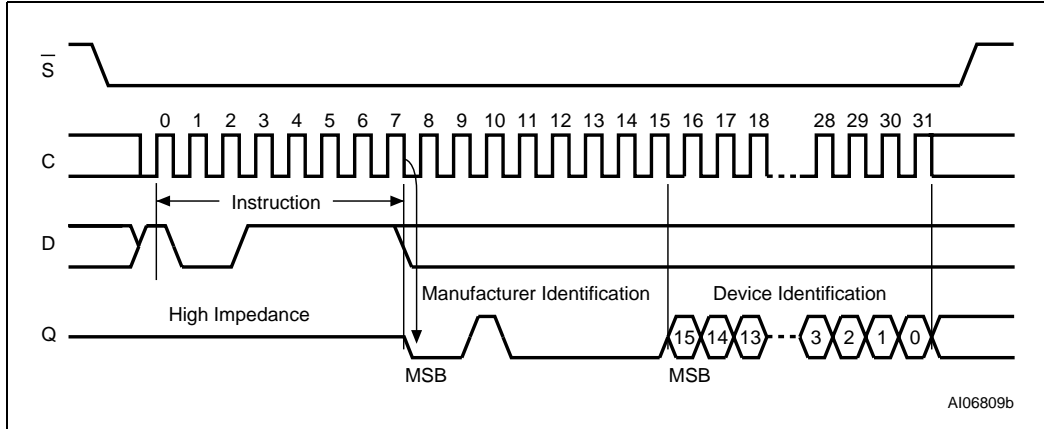 S
0 1 2 3 4 5 6 7 8 9 10 11 12 13 14 15 16 17 18 28 29 30 31
C
Instruction
D
Manufacturer Identification Device Identification
High Impedance
Q
15 14 13 3 2 1 0
MSB MSB
AI06809b